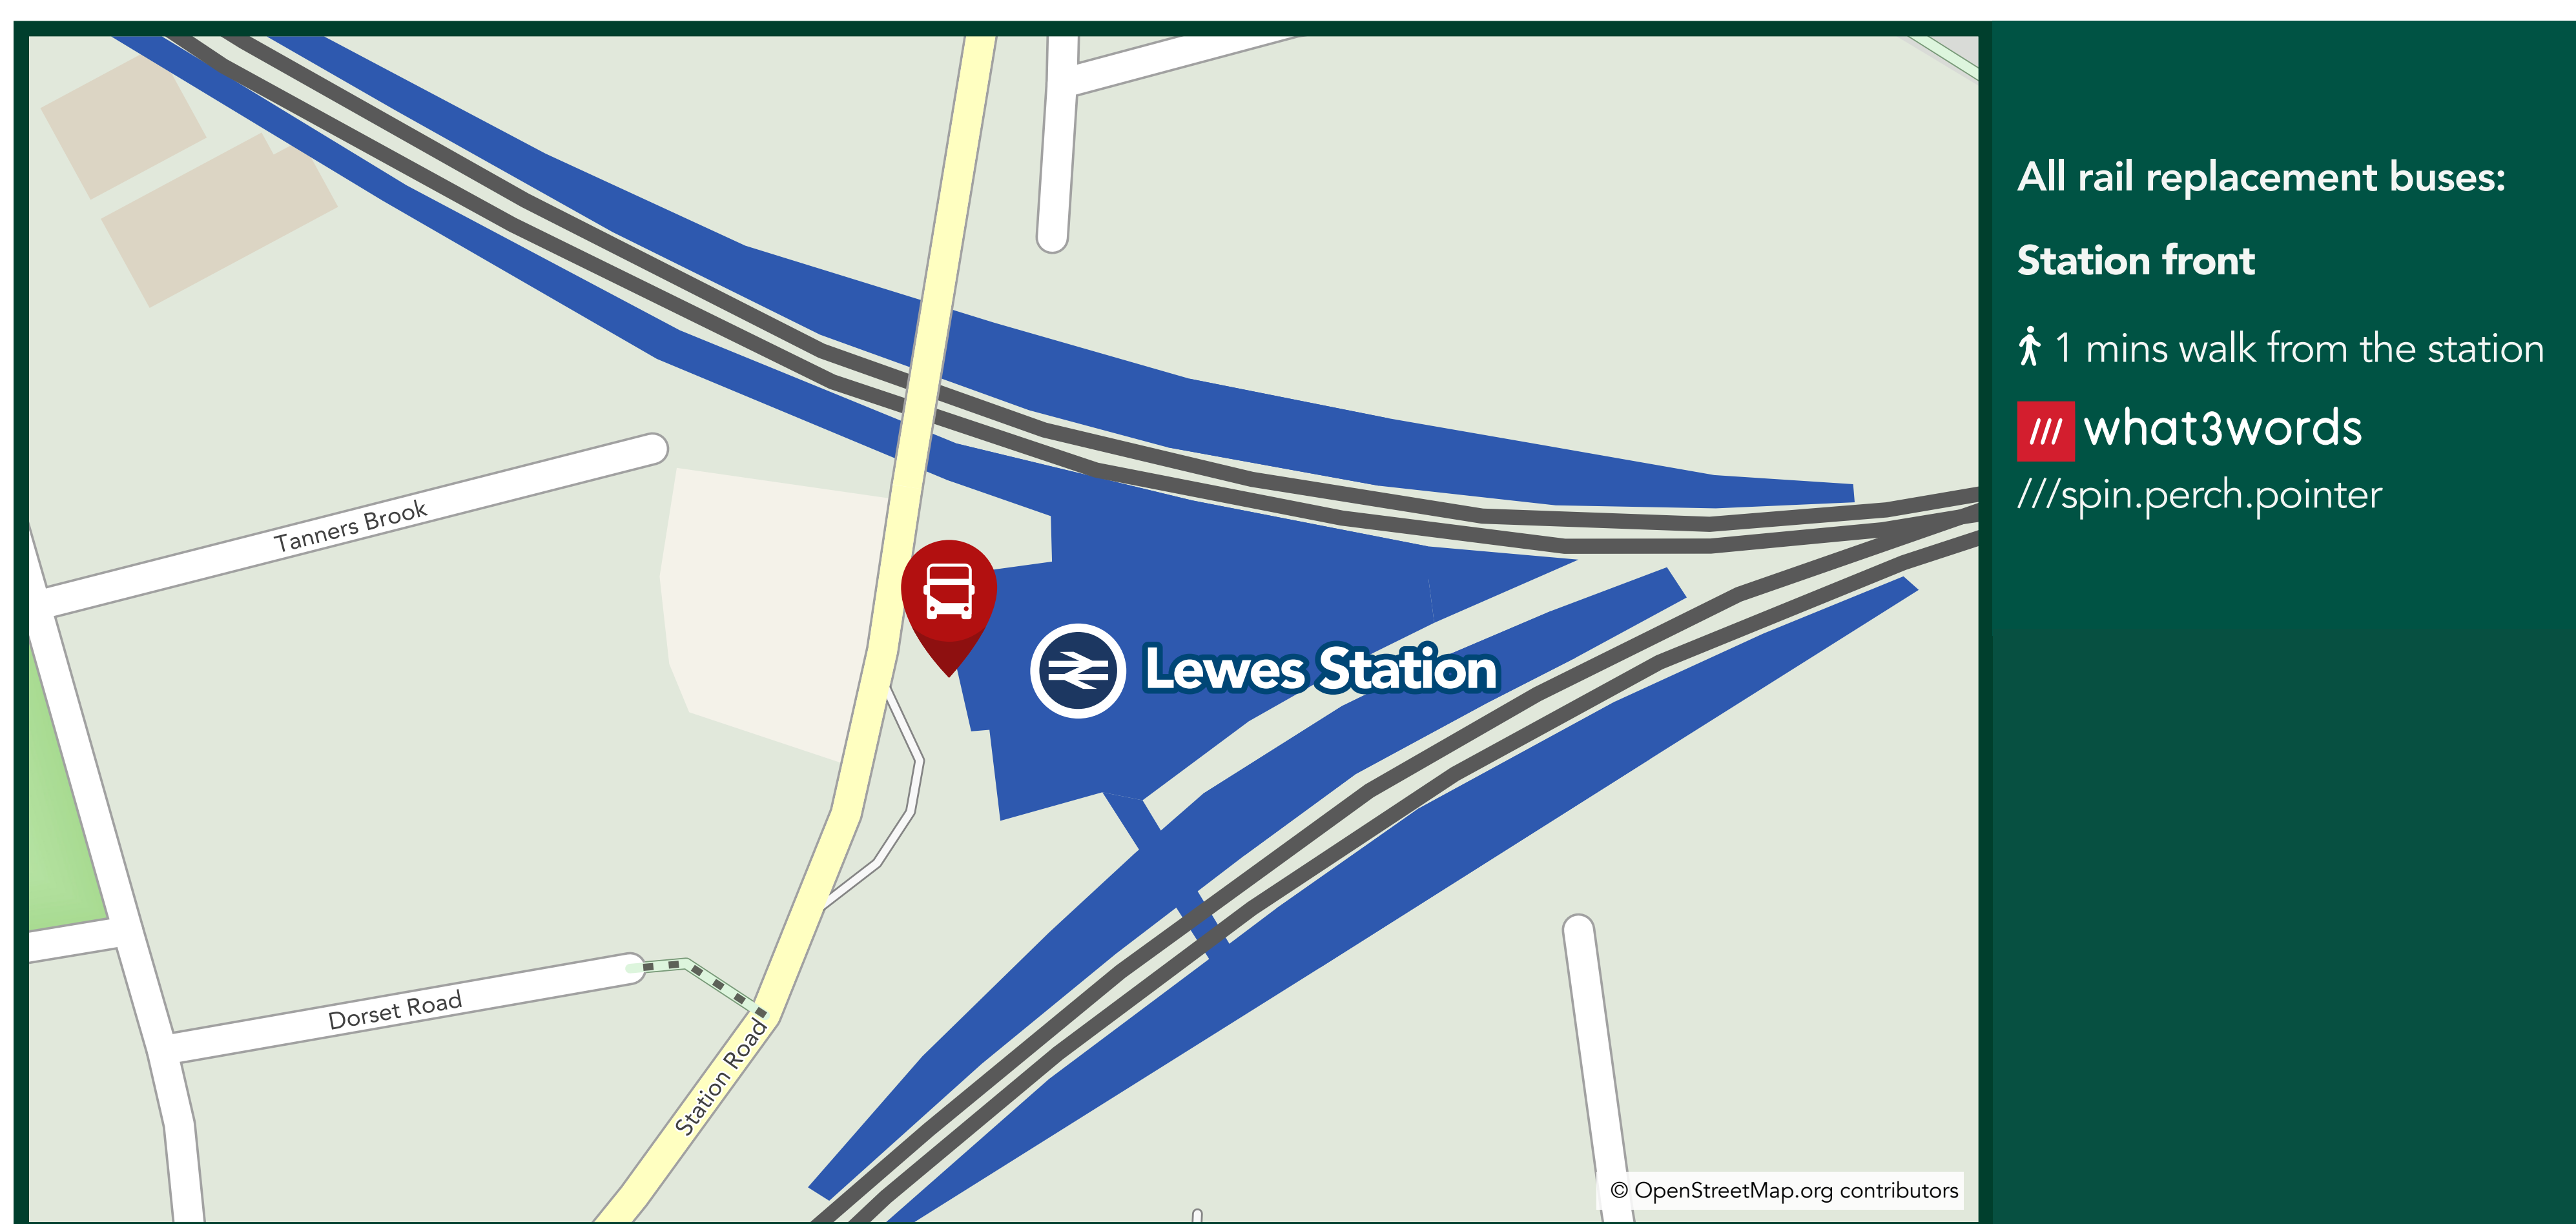 Tanners Brook
Lewes Station
Dorset Road
Station Road
© OpenStreetMap.org contributors
All rail replacement buses:
Station front
1 mins walk from the station
what3words
///spin.perch.pointer